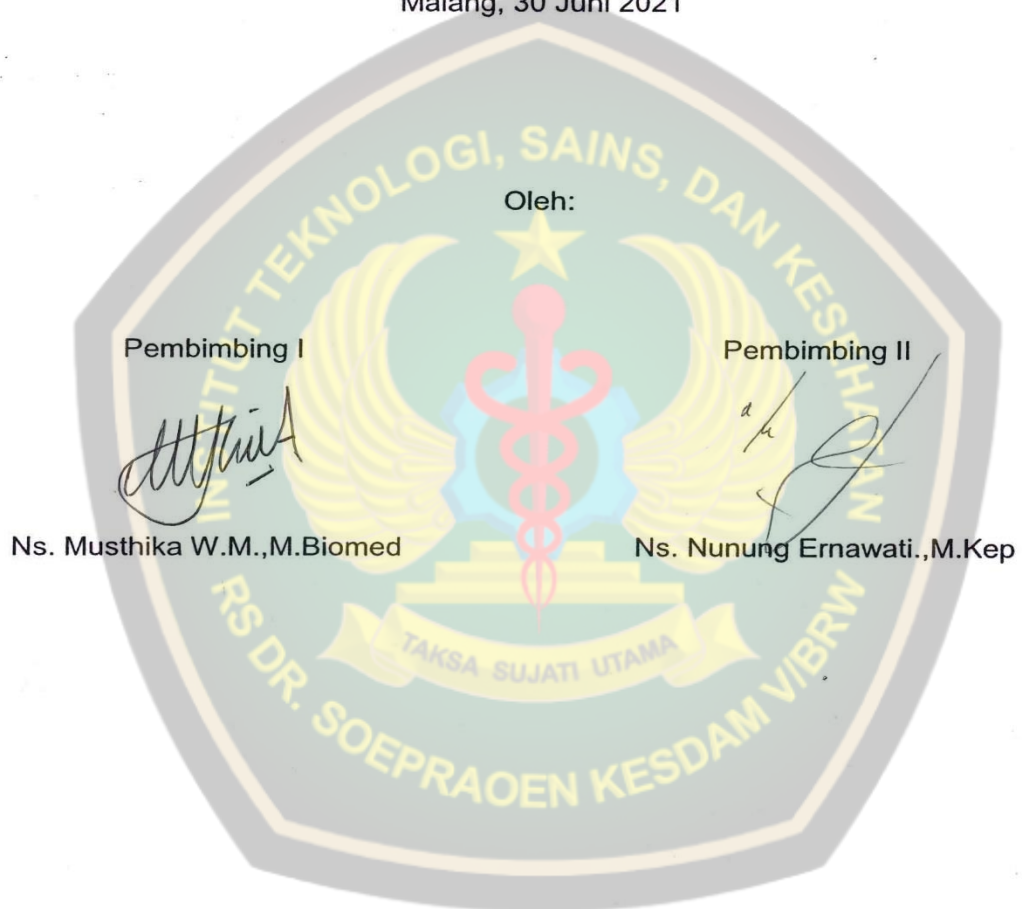 Malang, 30 Juni 2021
INSTITUT TEKNOLOGI, SAINS, DAN KESEHATAN
Oleh:
Pembimbing I
Pembimbing II
Ns. Musthika W.M.,M.Biomed
Ns. Nunung Ernawati.,M.Kep
TAKSA SUJATI UTAMA
RS DR. SOEPRAOEN KESDAM V/BRW